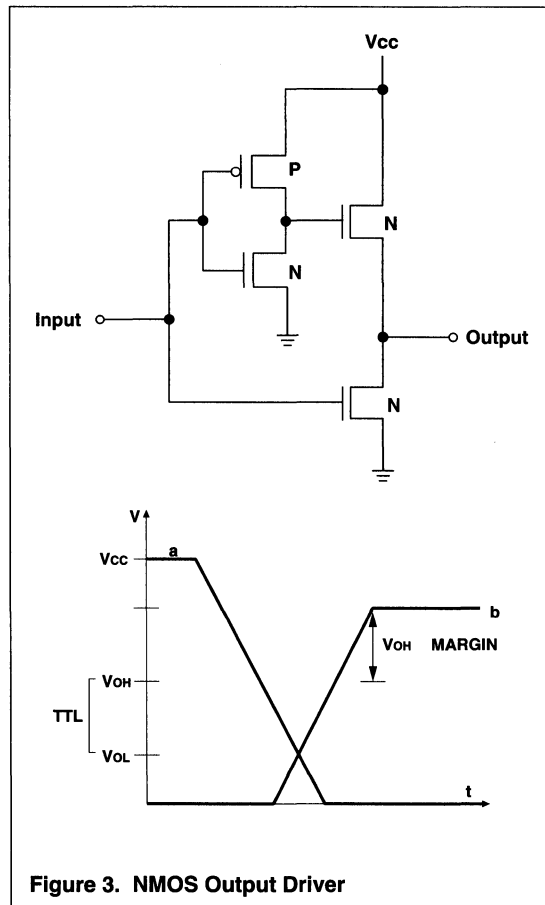 Vcc
P
N
N
Input
Output
N
V
a
Vcc
b
VOH MARGIN
VOH
TTL
VOL
t
Figure 3. NMOS Output Driver